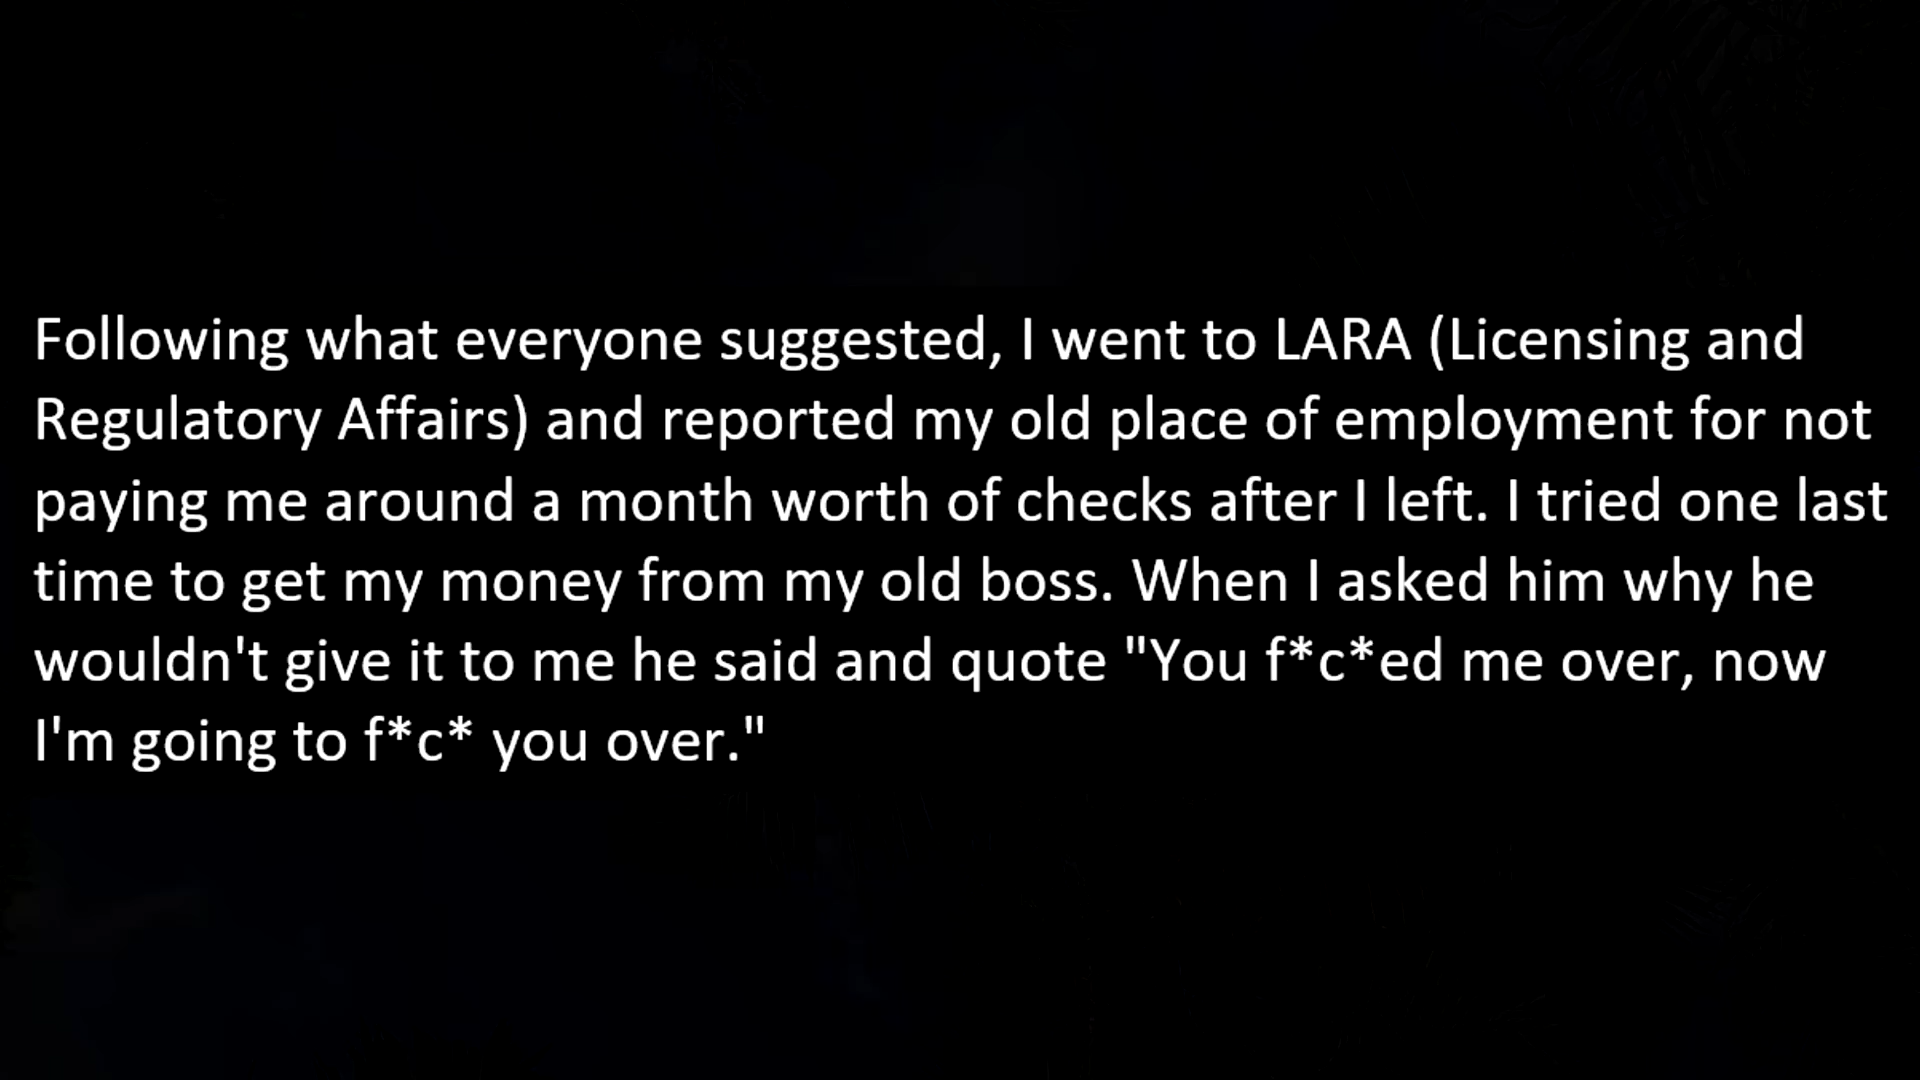 Following what everyone suggested, I went to LARA (Licensing and
Regulatory Affairs) and reported my old place of employment for not
paying me around a month worth of checks after I left. I tried one last
time to get my money from my old boss. When I asked him why he
wouldn't give it to me he said and quote "You f*c*ed me over, now
I'm going to f*c* you over."